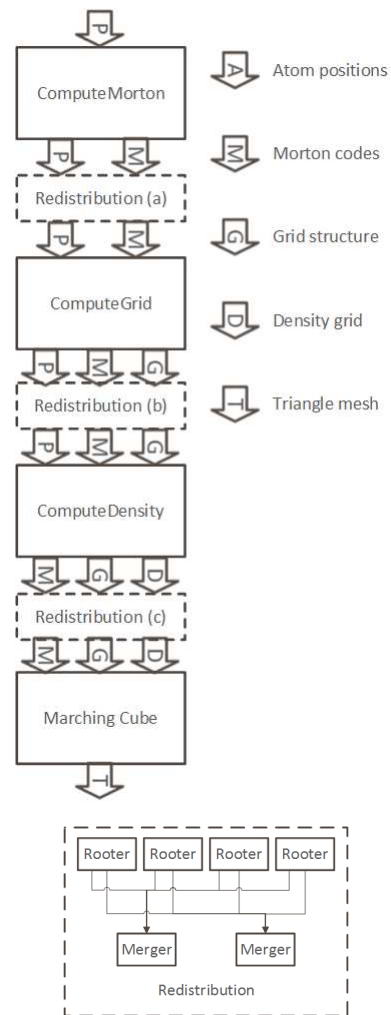 P
ComputeMorton
P M
Redistribution (a)
P M
ComputeGrid
P M G
Redistribution (b)
P M G
ComputeDensity
M G D
Redistribution (c)
M G D
Marching Cube
T
A Atom positions
M Morton codes
G Grid structure
D Density grid
T Triangle mesh
Rooter Rooter Rooter Rooter
Merger Merger
Redistribution